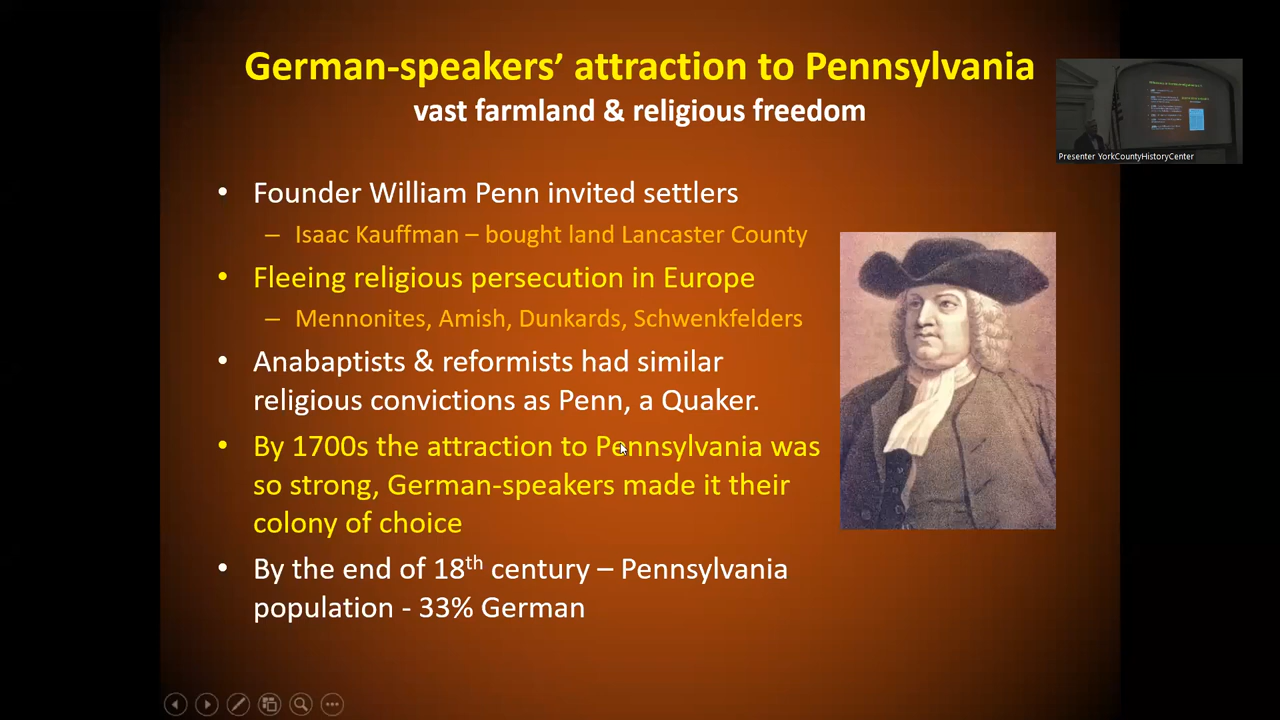 German-speakers’ attraction to Pennsylvania
vast farmland & religious freedom
Presenter YorkCountyHistoryCenter
• Founder William Penn invited settlers
– Isaac Kauffman – bought land Lancaster County
• Fleeing religious persecution in Europe
– Mennonites, Amish, Dunkards, Schwenkfelders
• Anabaptists & reformists had similar
religious convictions as Penn, a Quaker.
• By 1700s the attraction to Pennsylvania was
so strong, German-speakers made it their
colony of choice
• By the end of 18th century – Pennsylvania
population - 33% German